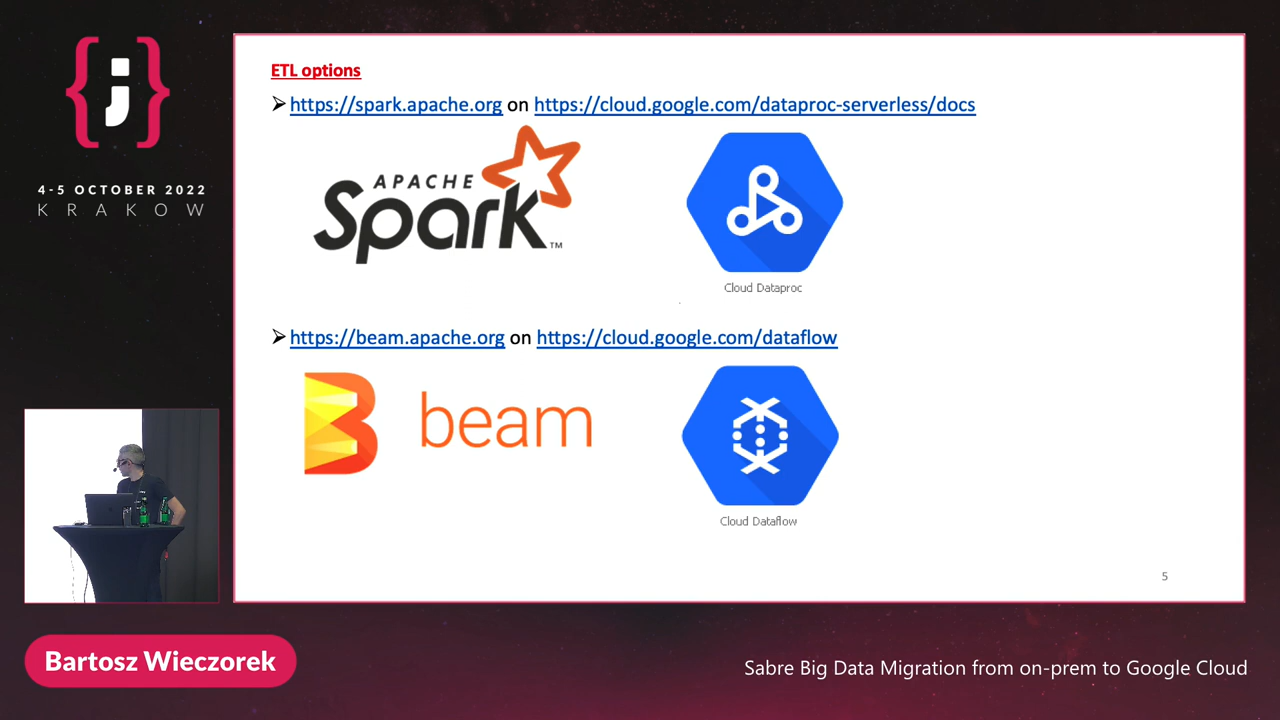 {;}
4-5 OCTOBER 2022
KRAKOW
ETL options
➢ https://spark.apache.org on https://cloud.google.com/dataproc-serverless/docs
APACHE
Spark™
Cloud Dataproc
➢ https://beam.apache.org on https://cloud.google.com/dataflow
beam
Cloud Dataflow
5
Bartosz Wieczorek
Sabre Big Data Migration from on-prem to Google Cloud